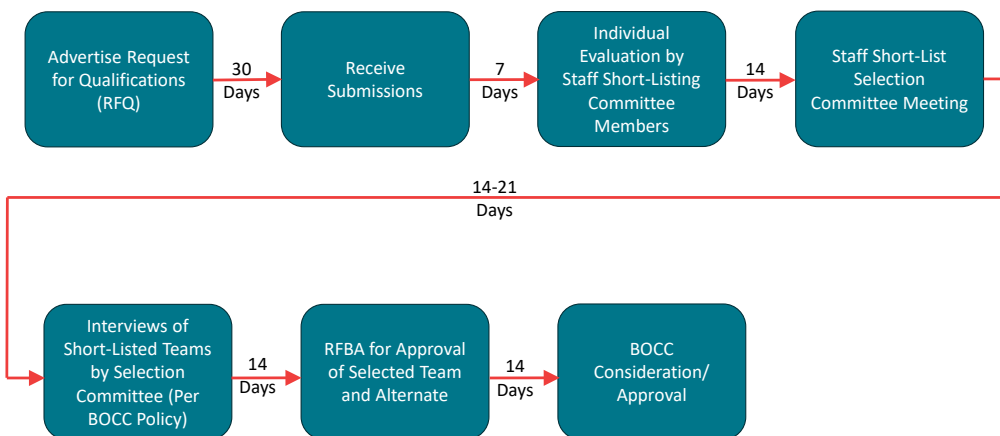 Advertise Request
for Qualifications
(RFQ)
30
Days
Receive
Submissions
7
Days
Individual
Evaluation by
Staff Short-Listing
Committee
Members
14
Days
Staff Short-List
Selection
Committee Meeting
14-21
Days
Interviews of
Short-Listed Teams
by Selection
Committee (Per
BOCC Policy)
14
Days
RFBA for Approval
of Selected Team
and Alternate
14
Days
BOCC
Consideration/
Approval